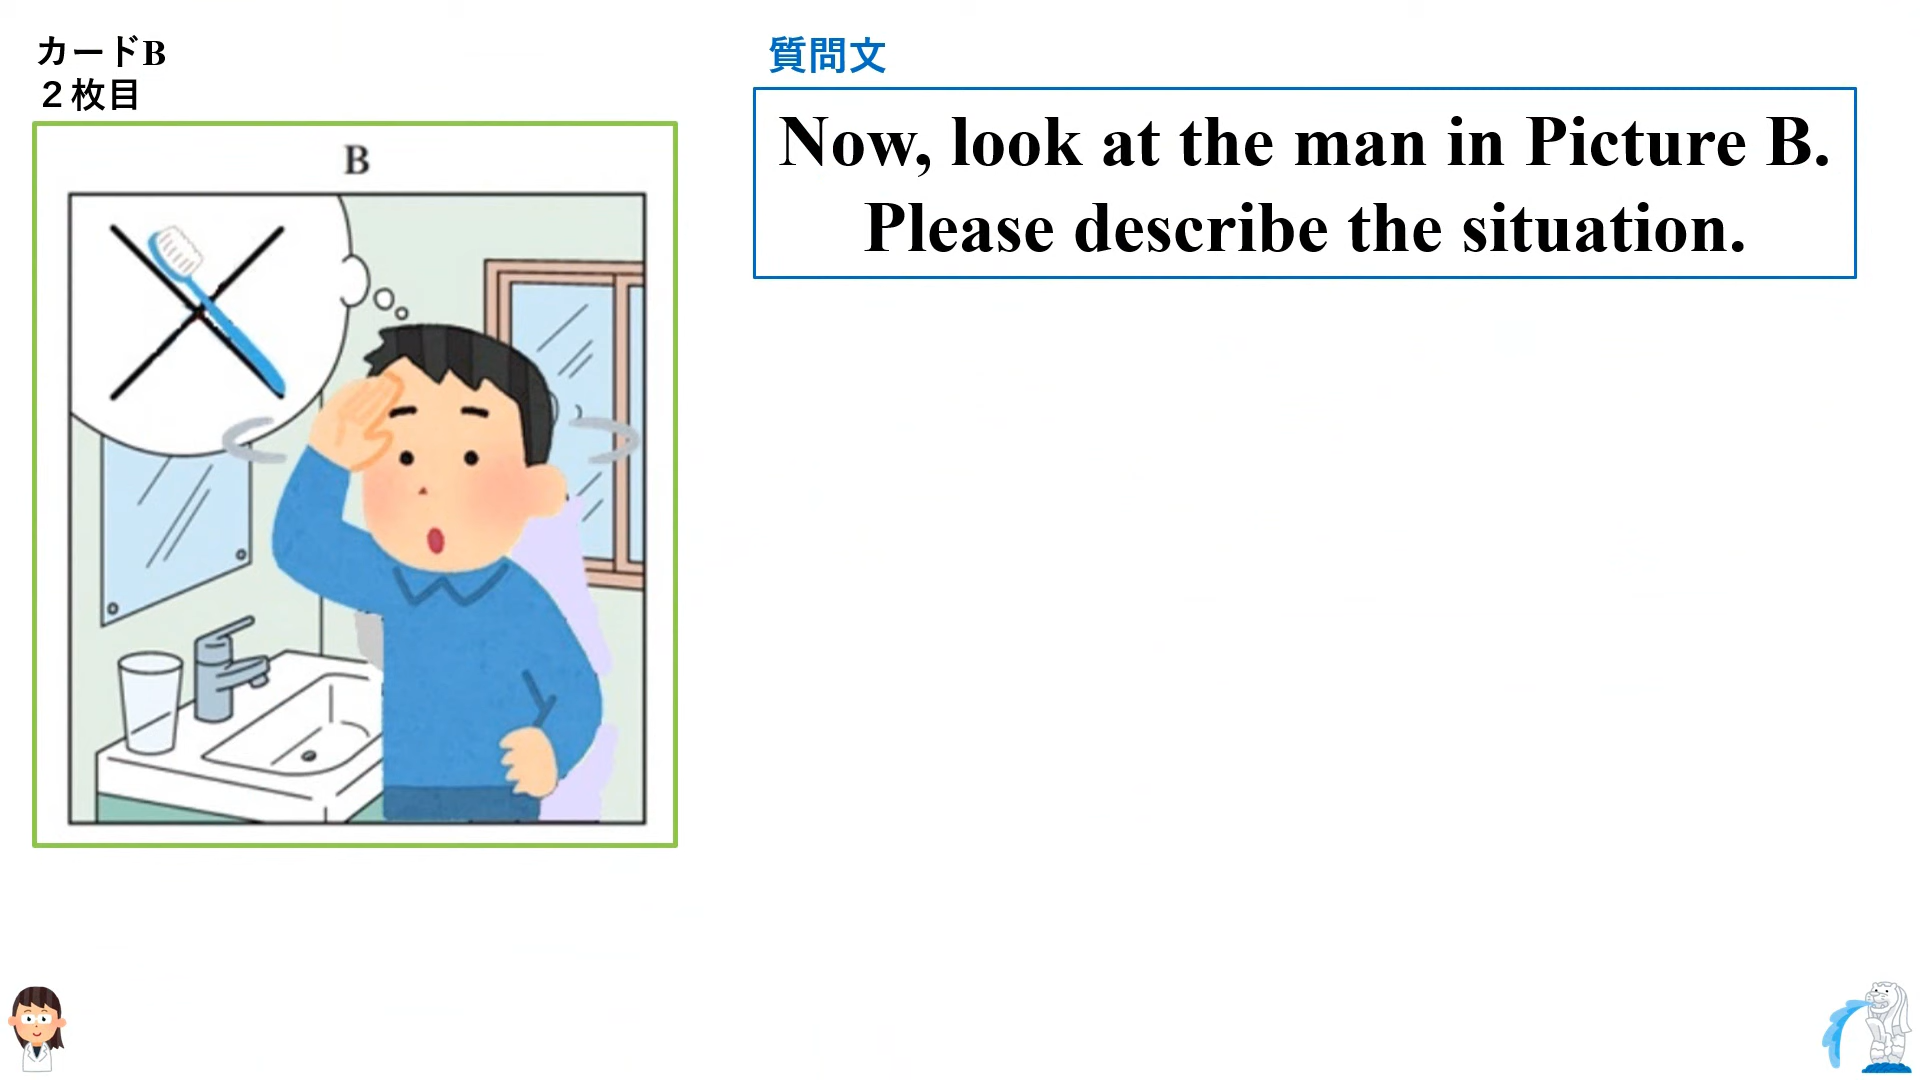 カードB
２枚目
質問文
Now, look at the man in Picture B.
Please describe the situation.
B